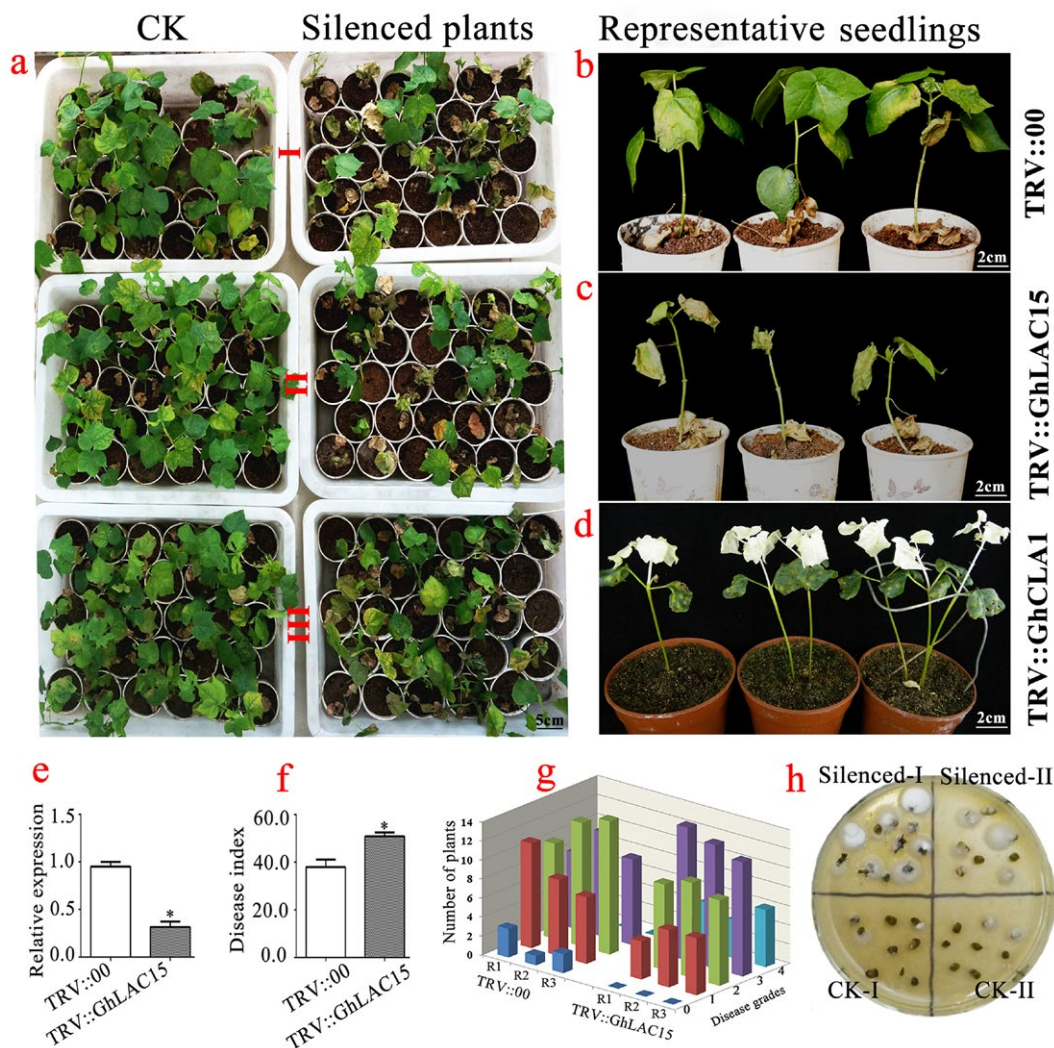 CK Silenced plants Representative seedlings
a
I
II
III
5cm
b
TRV::00
2cm
c
TRV::GhLAC15
2cm
d
TRV::GhCLA1
2cm
e
Relative expression
1.5
1.0
0.5
0.0
*
TRV::00
TRV::GhLAC15
f
Disease index
60.0
40.0
20.0
0.0
*
TRV::00
TRV::GhLAC15
g
Number of plants
14
12
10
8
6
4
2
0
R1
R2
R3
TRV::00
R1
R2
R3
TRV::GhLAC15
0
1
2
3
4
Disease grades
h
Silenced-I Silenced-II
CK-I CK-II